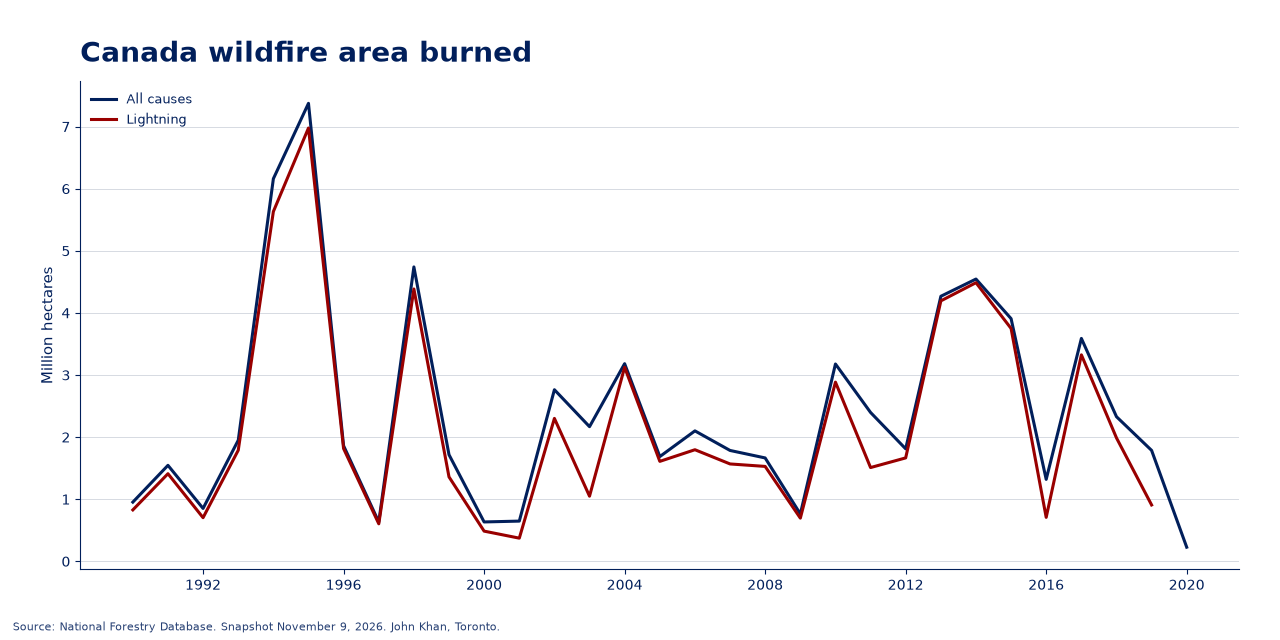 Canada wildfire area burned
All causes
Lightning
Million hectares
7
6
5
4
3
2
1
0
1992 1996 2000 2004 2008 2012 2016 2020
Source: National Forestry Database. Snapshot November 9, 2026. John Khan, Toronto.